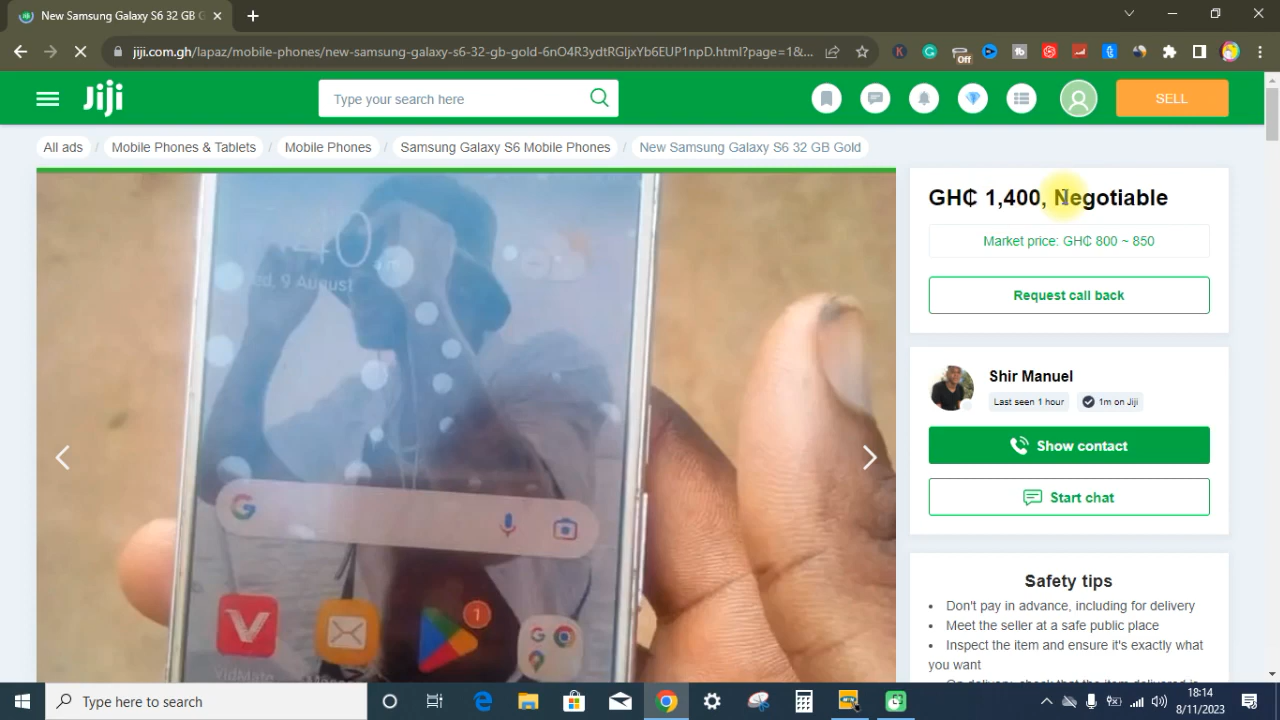 New Samsung Galaxy S6 32 GB G
jiji.com.gh/lapaz/mobile-phones/new-samsung-galaxy-s6-32-gb-gold-6nO4R3ydtRGljxYb6EUP1npD.html?page=1&...
Off
JiJi
Type your search here
SELL
All ads / Mobile Phones & Tablets / Mobile Phones / Samsung Galaxy S6 Mobile Phones / New Samsung Galaxy S6 32 GB Gold
GH₵ 1,400, Negotiable
Market price: GH₵ 800 ~ 850
Request call back
9 August
Shir Manuel
Last seen 1 hour
1m on Jiji
Show contact
Start chat
Safety tips
• Don't pay in advance, including for delivery
• Meet the seller at a safe public place
• Inspect the item and ensure it's exactly what
you want
1
VidMate
Type here to search
18:14
8/11/2023